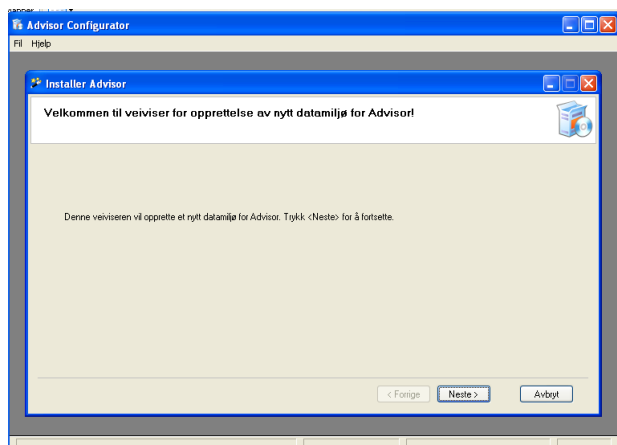 Advisor Configurator
Fil Hjelp
Installer Advisor
Velkommen til veiviser for opprettelse av nytt datamiljø for Advisor!
Denne veiviseren vil opprette et nytt datamiljø for Advisor. Trykk <Neste> for å fortsette.
< Forrige Neste > Avbryt